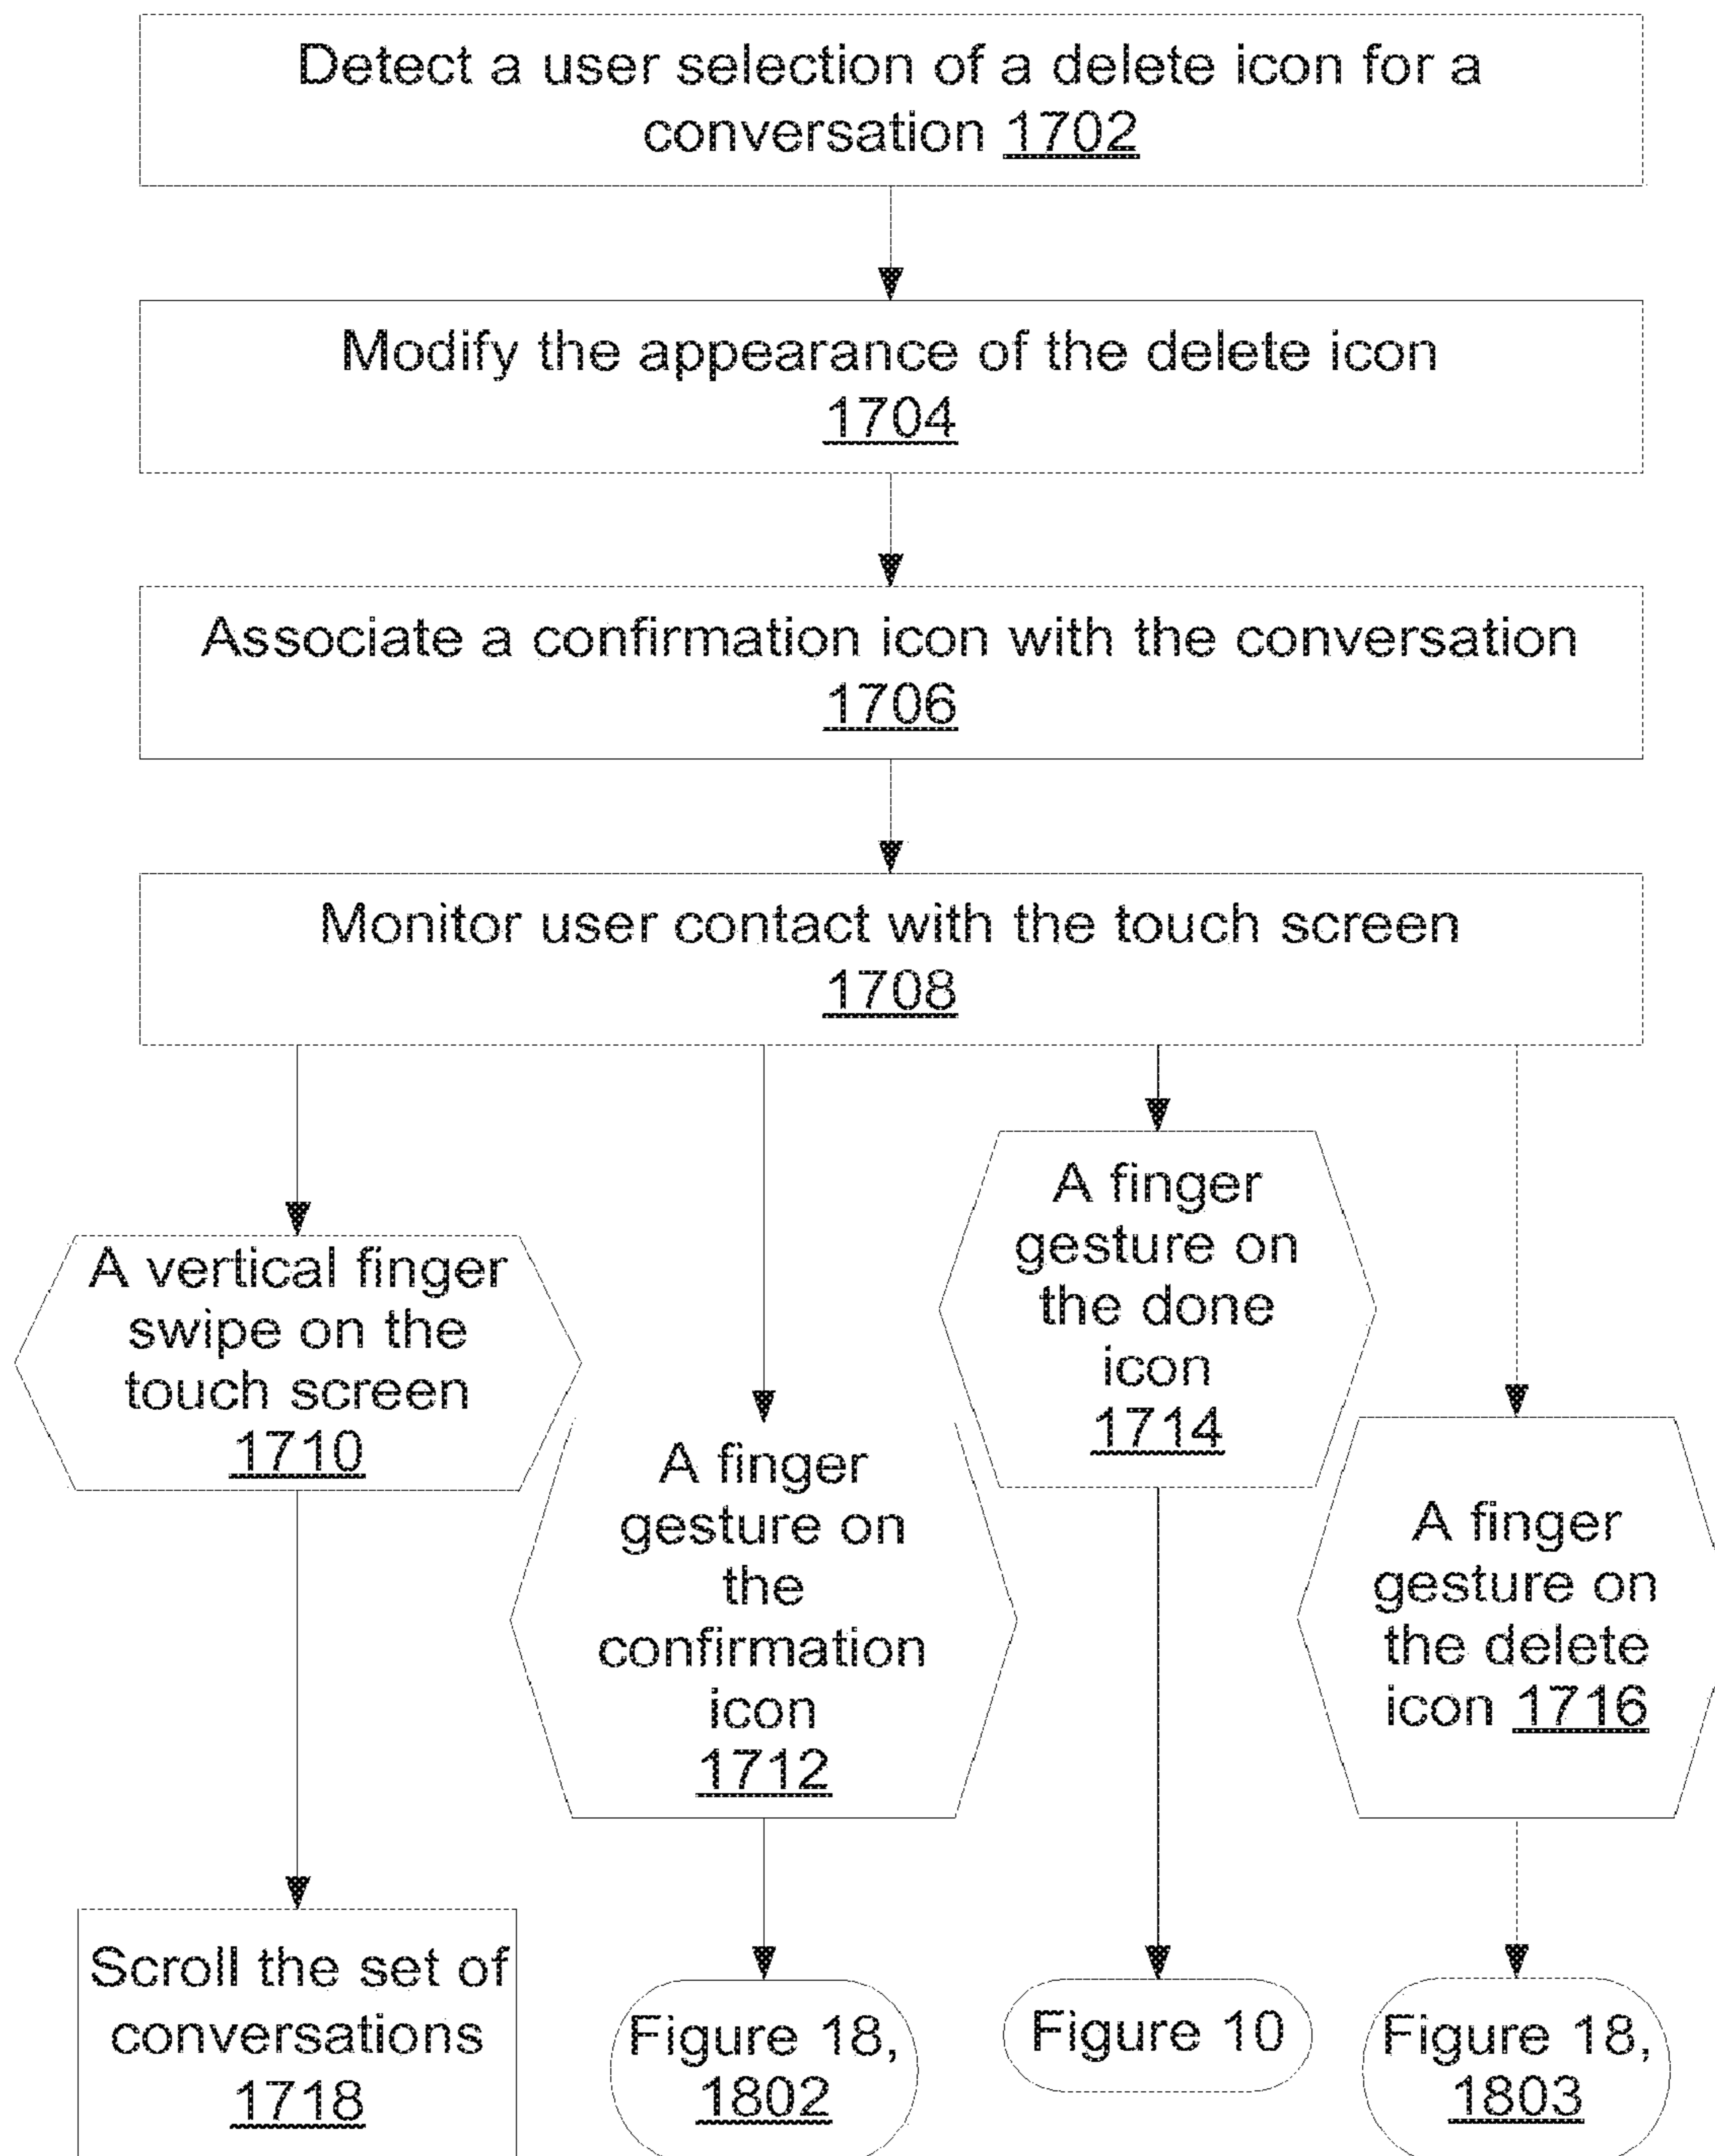 Detect a user selection of a delete icon for a
conversation 1702
Modify the appearance of the delete icon
1704
Associate a confirmation icon with the conversation
1706
Monitor user contact with the touch screen
1708
A vertical finger
swipe on the
touch screen
1710
A finger
gesture on
the
confirmation
icon
1712
A finger
gesture on
the done
icon
1714
A finger
gesture on
the delete
icon 1716
Scroll the set of
conversations
1718
Figure 18,
1802
Figure 10
Figure 18,
1803